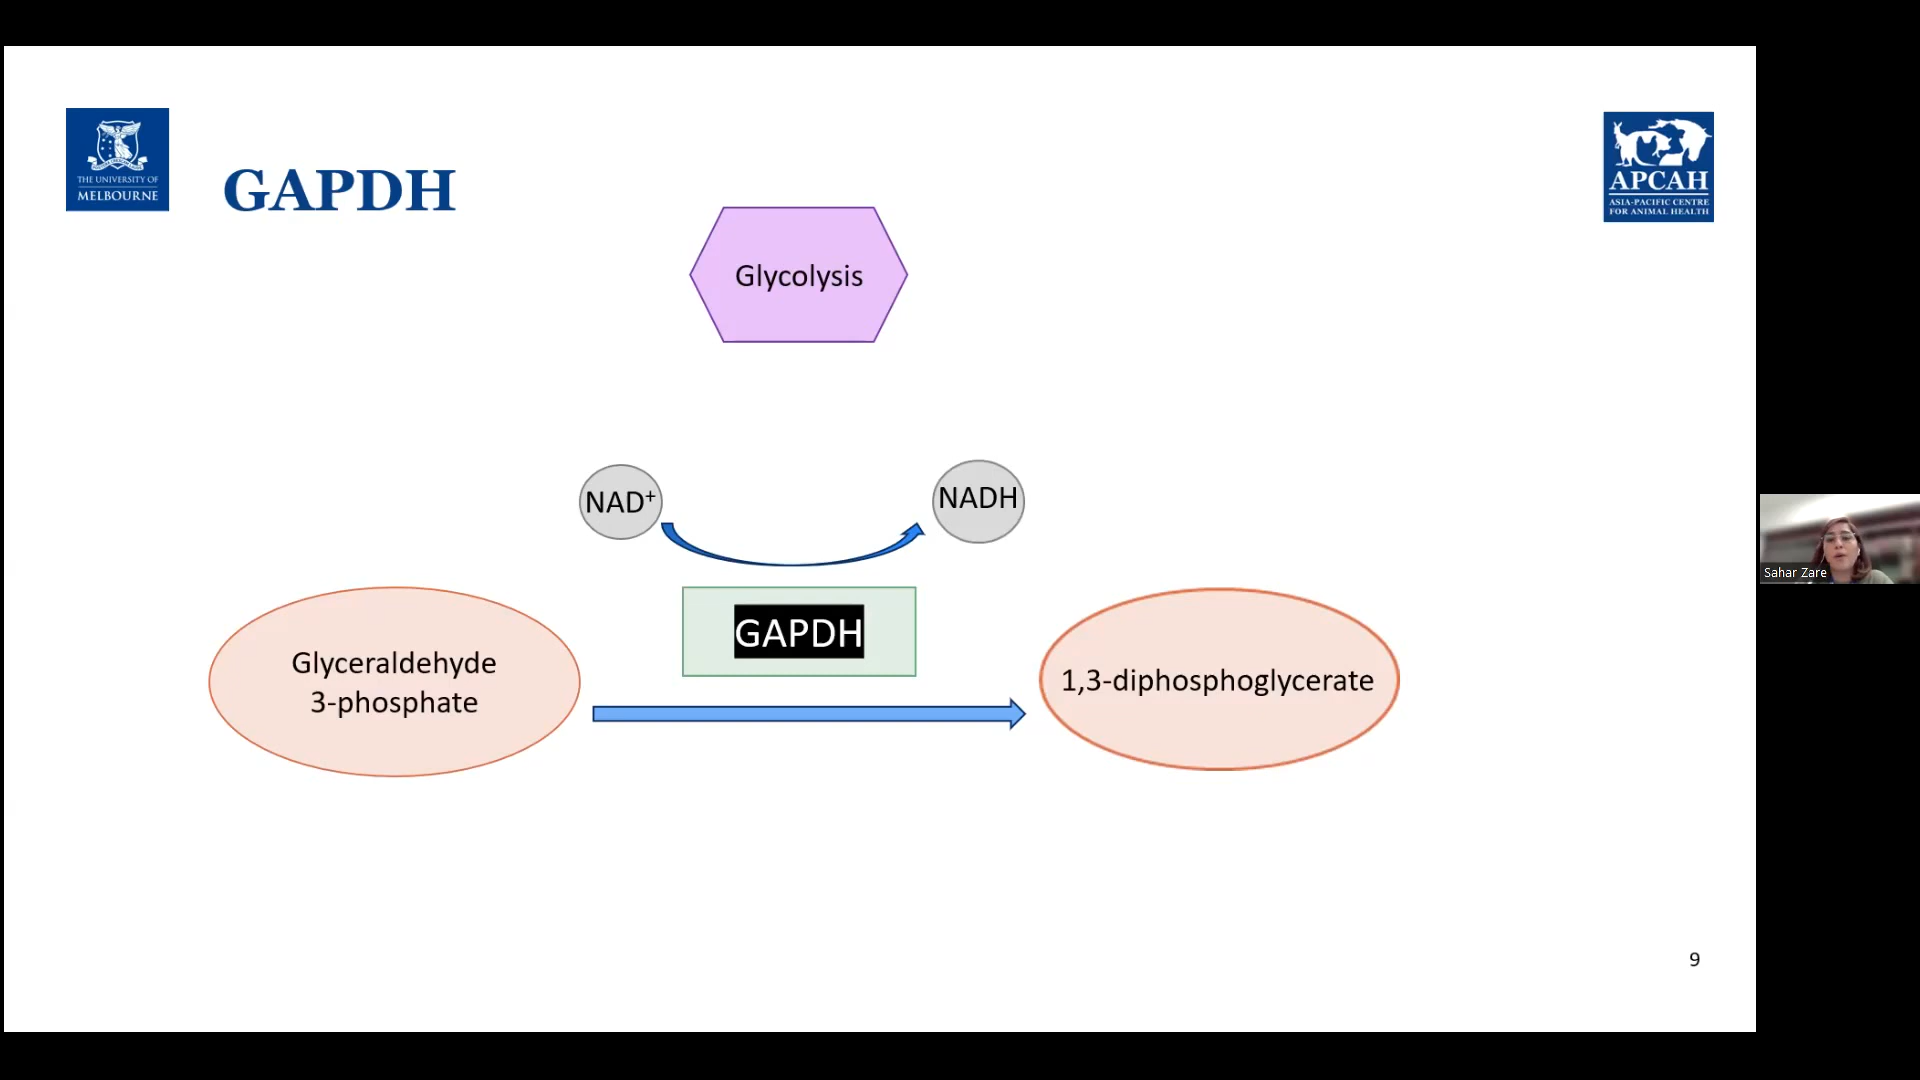 THE UNIVERSITY OF
MELBOURNE
GAPDH
APCAH
ASIA-PACIFIC CENTRE
FOR ANIMAL HEALTH
Glycolysis
NAD⁺
NADH
GAPDH
Glyceraldehyde
3-phosphate
1,3-diphosphoglycerate
Sahar Zare
9